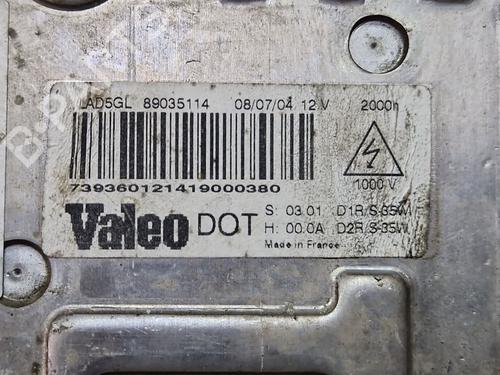 LAD5GL 89035114 08/07/04 12 V 2000h
739360121419000380
1000 V
Valeo DOT
S: 03.01 D1R/S-35W
H: 00.0A D2R/S-35W
Made in France